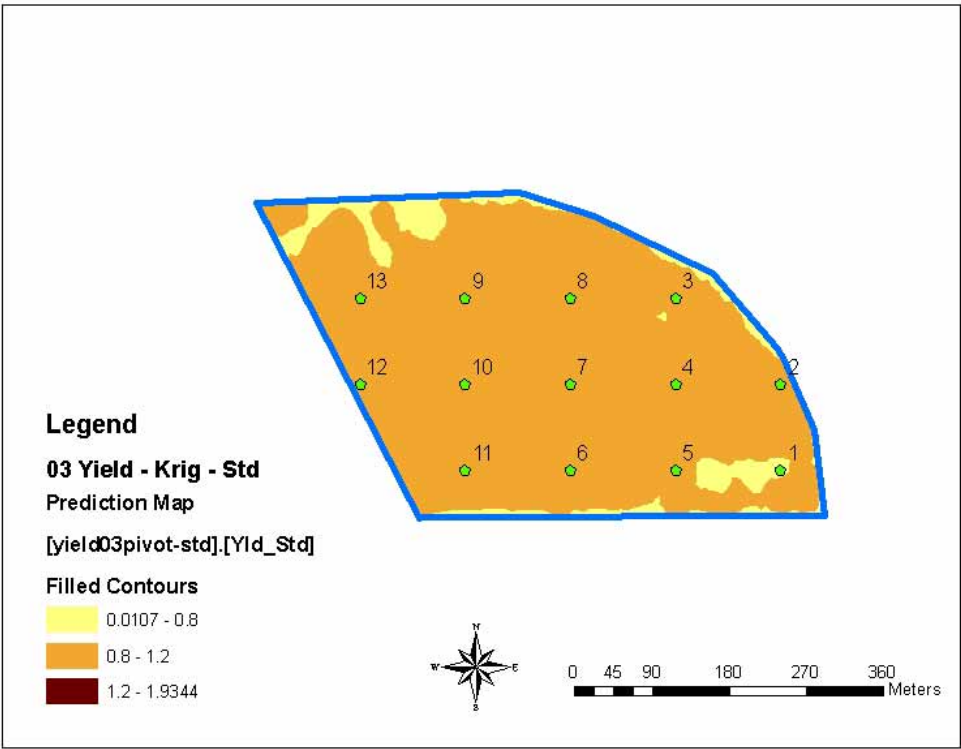 13 9 8 3
12 10 7 4 2
11 6 5 1
Legend
03 Yield - Krig - Std
Prediction Map
[yield03pivot-std].[Yld_Std]
Filled Contours
0.0107 - 0.8
0.8 - 1.2
1.2 - 1.9344
N
W E
S
0 45 90 180 270 360
Meters